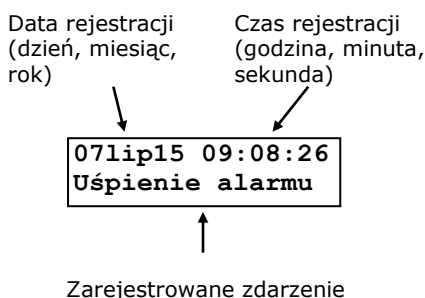 Data rejestracji
(dzień, miesiąc,
rok)
Czas rejestracji
(godzina, minuta,
sekunda)
07lip15 09:08:26
Uśpienie alarmu
Zarejestrowane zdarzenie